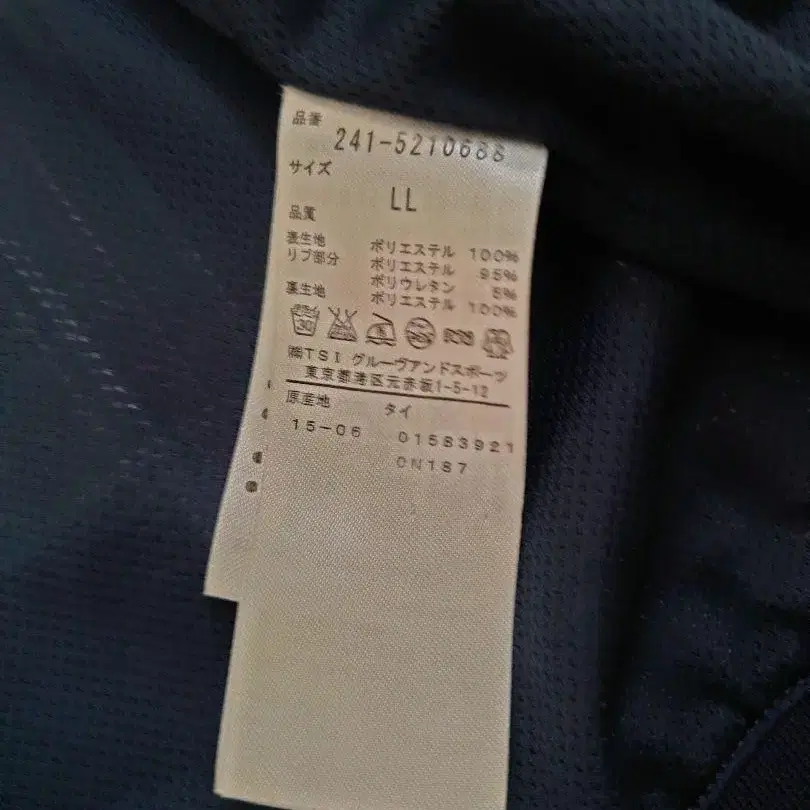 品番
241-5210688
サイズ
LL
品質
表生地 ポリエステル 100%
リブ部分 ポリエステル 95%
ポリウレタン 5%
裏生地 ポリエステル 100%
30
㈱TSI グルーヴアンドスポーツ
東京都港区元赤坂1-5-12
原産地 タイ
15-06 01583921
CN187